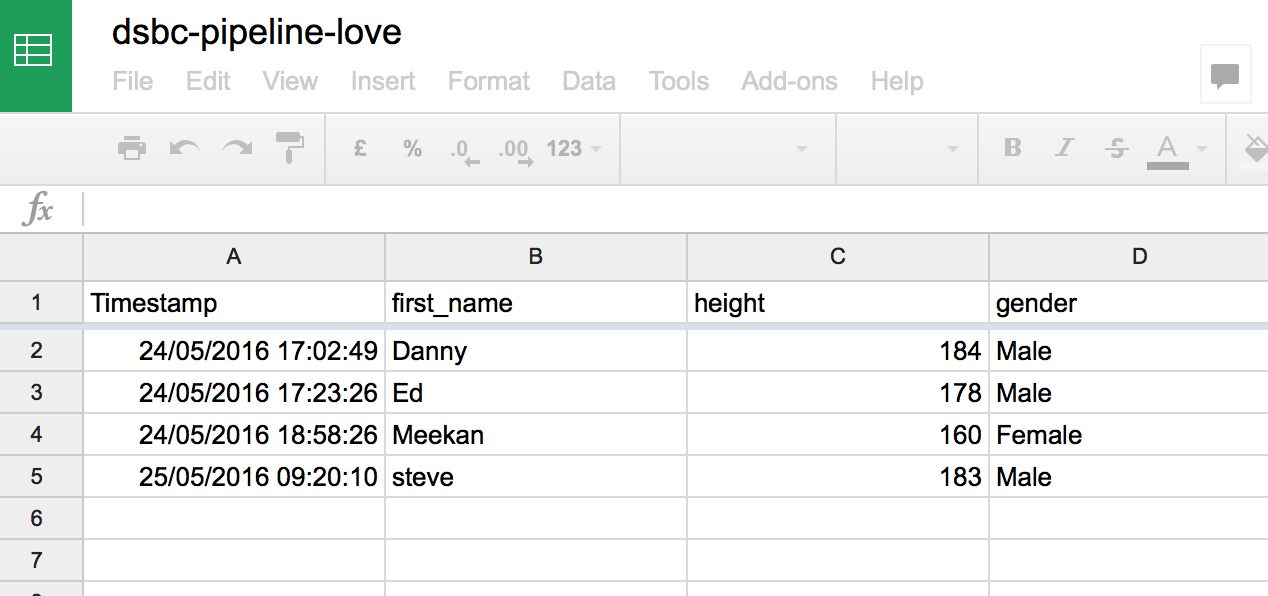 dsbc-pipeline-love
File Edit View Insert Format Data Tools Add-ons Help
£ % .0 .00 123 B I S A
fx
A B C D
1 Timestamp first_name height gender
2 24/05/2016 17:02:49 Danny 184 Male
3 24/05/2016 17:23:26 Ed 178 Male
4 24/05/2016 18:58:26 Meekan 160 Female
5 25/05/2016 09:20:10 steve 183 Male
6
7